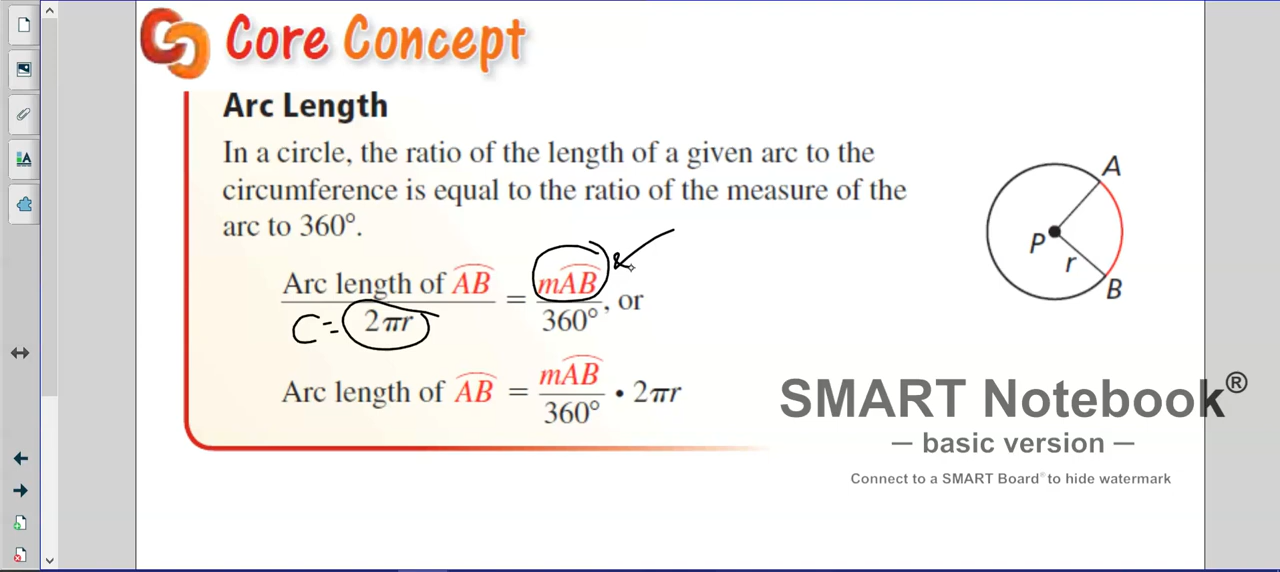 Core Concept
Arc Length
In a circle, the ratio of the length of a given arc to the
circumference is equal to the ratio of the measure of the
arc to 360°.
Arc length of AB / 2πr = mAB / 360°, or
C =
Arc length of AB = mAB / 360° • 2πr
A
P
r
B
SMART Notebook®
— basic version —
Connect to a SMART Board® to hide watermark